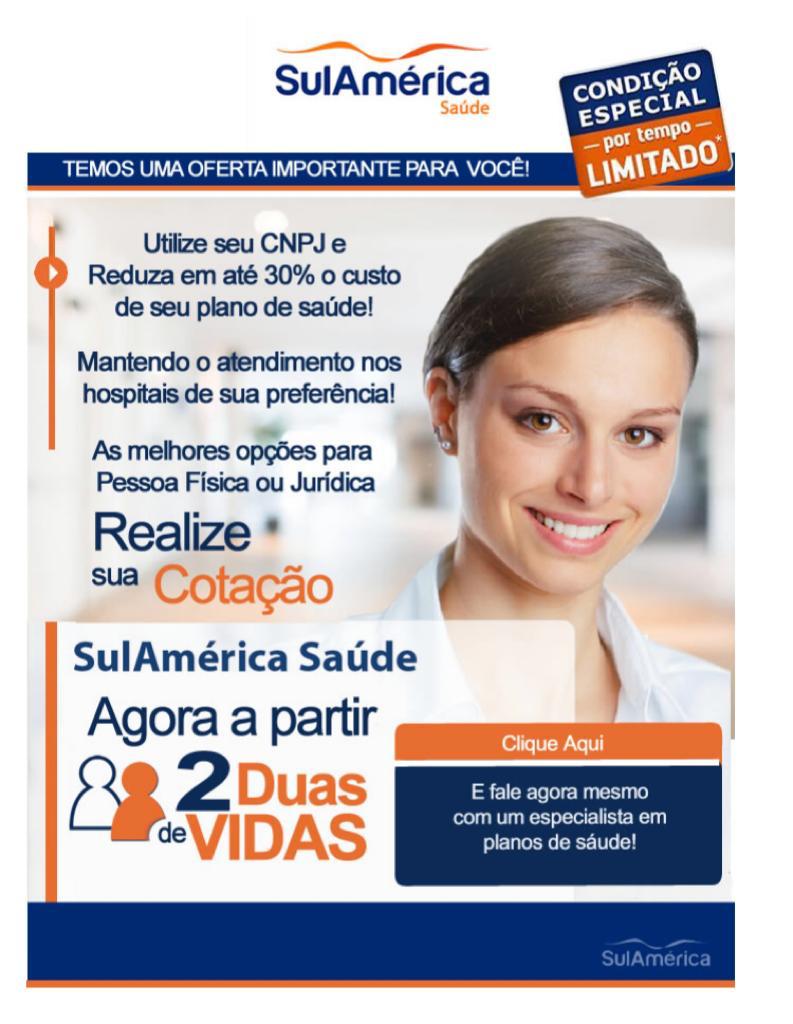 SulAmérica
Saúde
CONDIÇÃO
ESPECIAL
— por tempo —
LIMITADO*
TEMOS UMA OFERTA IMPORTANTE PARA VOCÊ!
Utilize seu CNPJ e
Reduza em até 30% o custo
de seu plano de saúde!
Mantendo o atendimento nos
hospitais de sua preferência!
As melhores opções para
Pessoa Física ou Jurídica
Realize
sua Cotação
SulAmérica Saúde
Agora a partir
2 Duas
de VIDAS
Clique Aqui
E fale agora mesmo
com um especialista em
planos de sáude!
SulAmérica